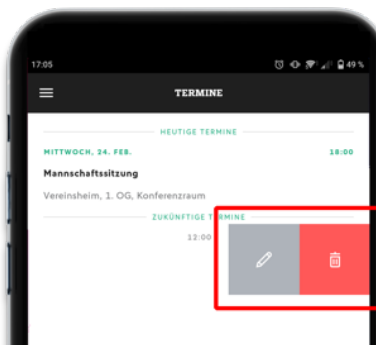 17:05
49 %
TERMINE
HEUTIGE TERMINE
MITTWOCH, 24. FEB. 18:00
Mannschaftssitzung
Vereinsheim, 1. OG, Konferenzraum
ZUKÜNFTIGE TERMINE
12:00